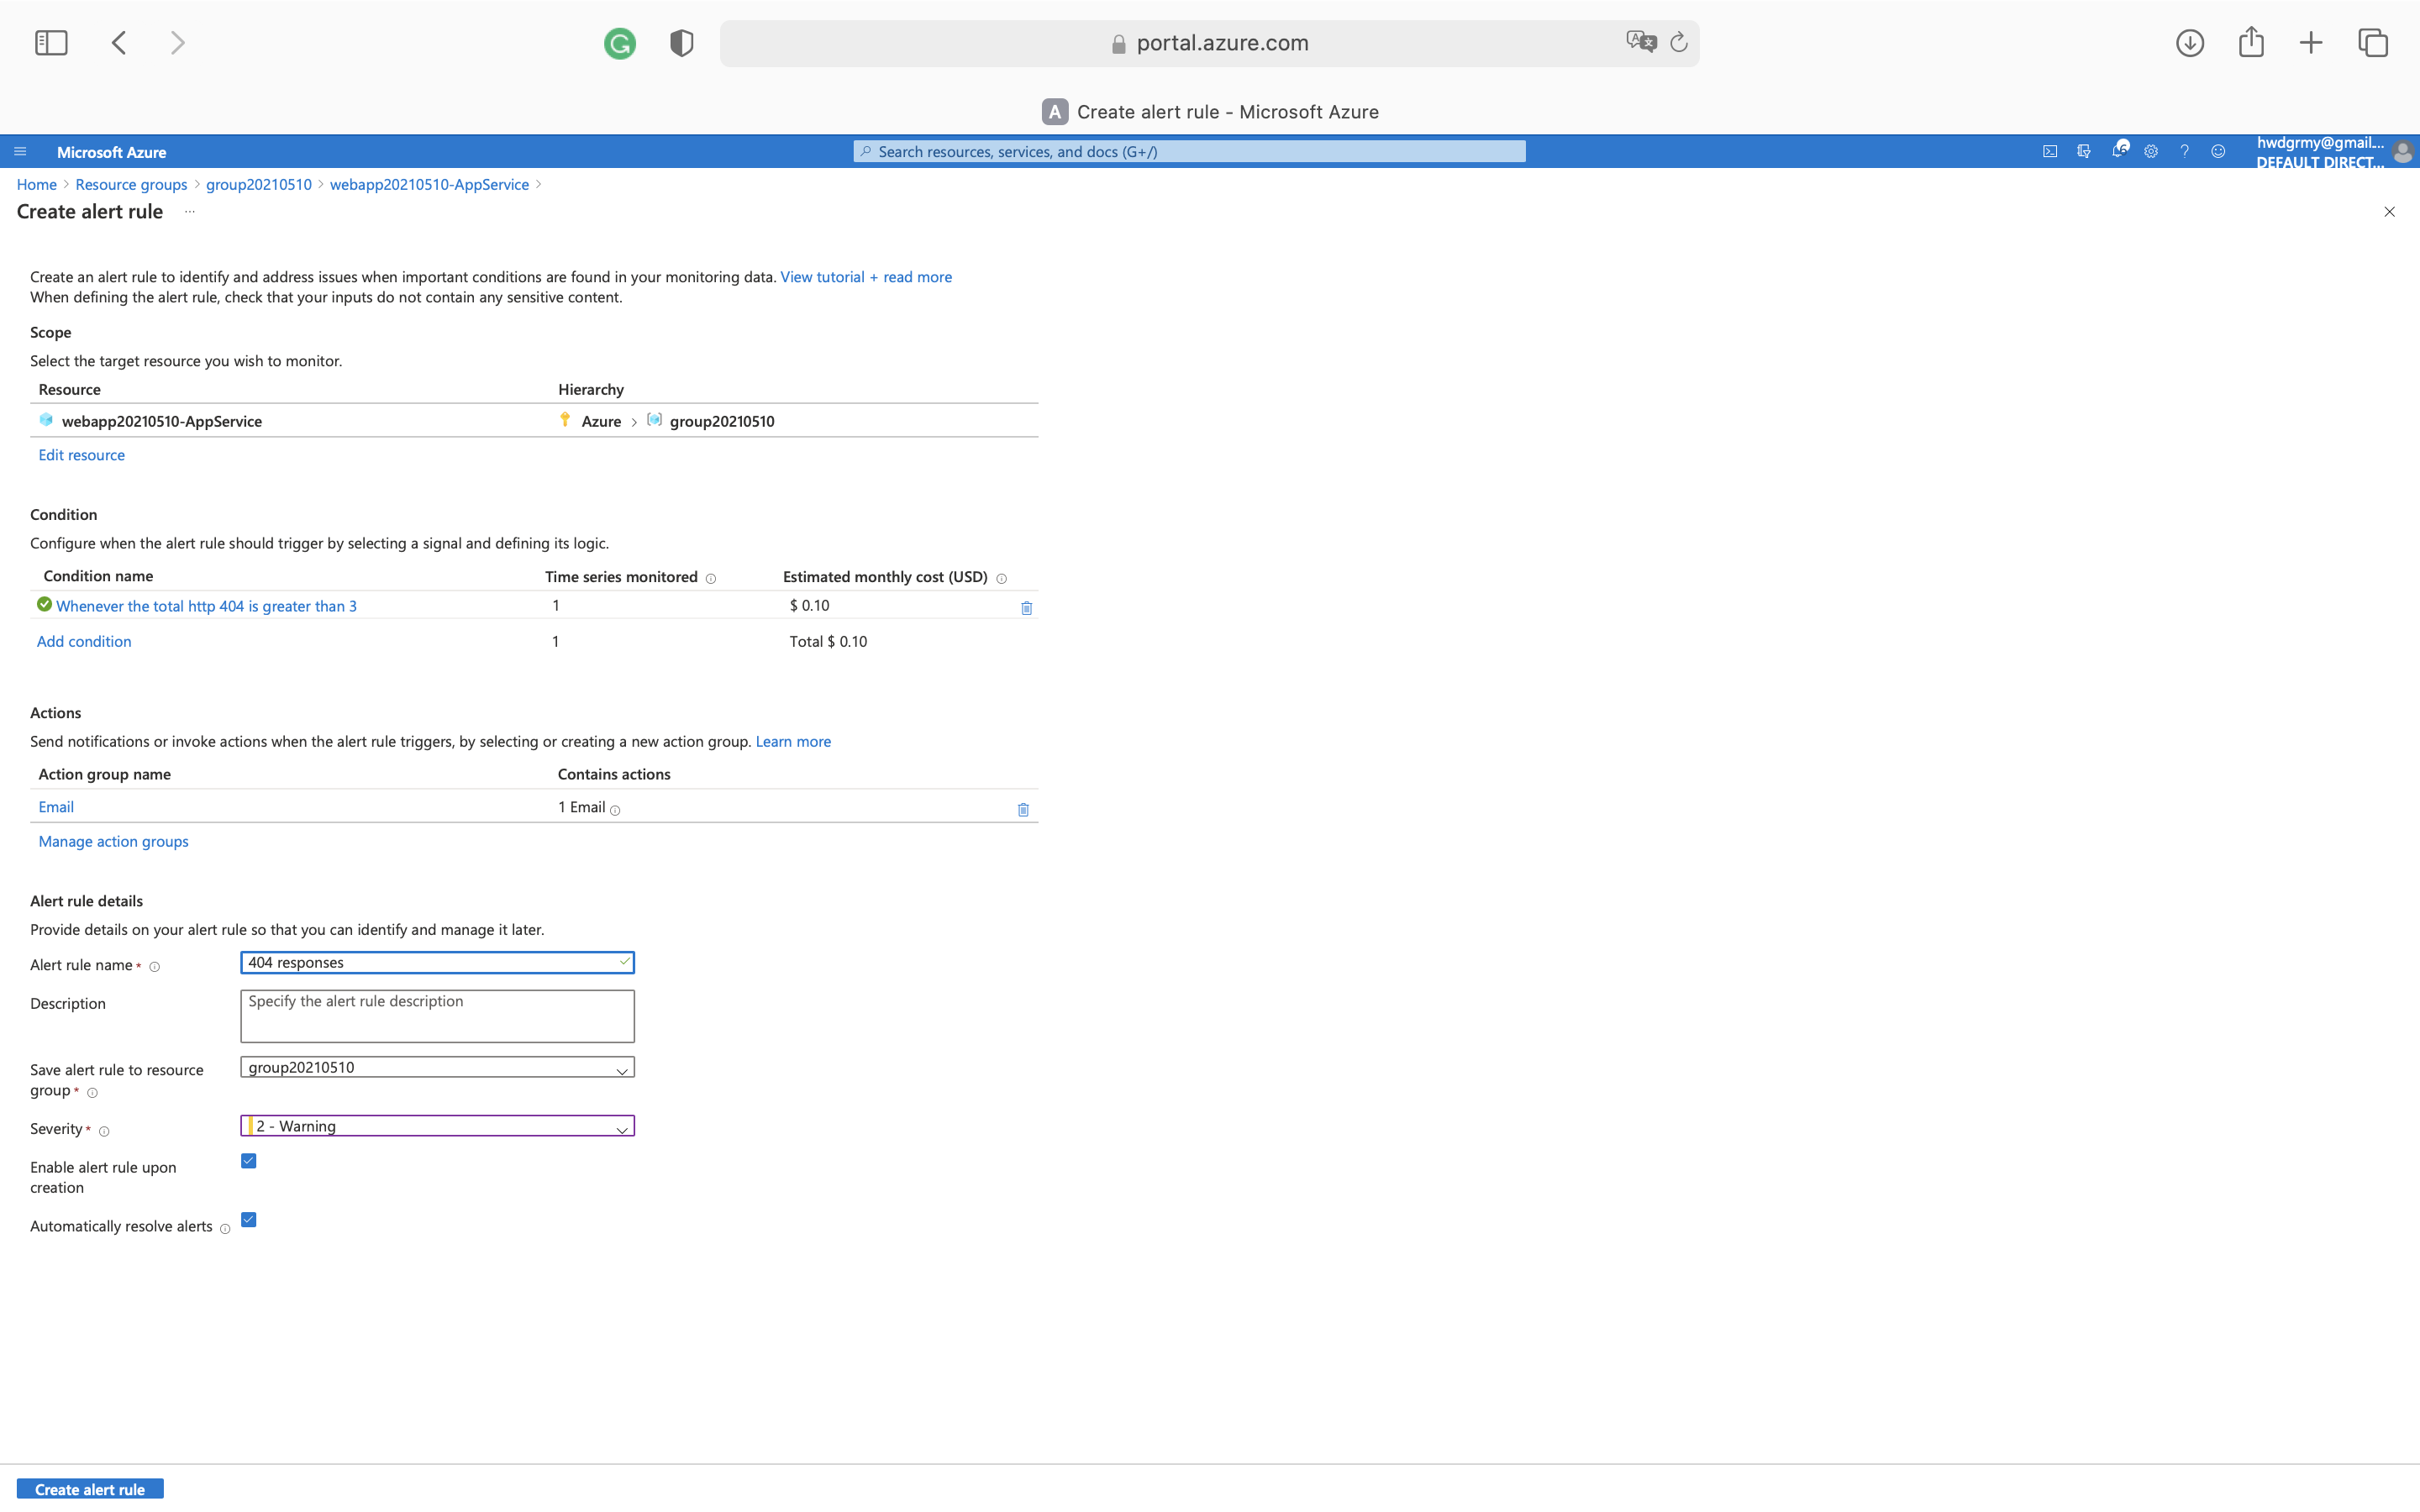 portal.azure.com
A Create alert rule - Microsoft Azure
Microsoft Azure
Search resources, services, and docs (G+/)
6
hwdgrmy@gmail...
DEFAULT DIRECT...
Home > Resource groups > group20210510 > webapp20210510-AppService >
Create alert rule ...
Create an alert rule to identify and address issues when important conditions are found in your monitoring data. View tutorial + read more
When defining the alert rule, check that your inputs do not contain any sensitive content.
Scope
Select the target resource you wish to monitor.
Resource Hierarchy
webapp20210510-AppService Azure > group20210510
Edit resource
Condition
Configure when the alert rule should trigger by selecting a signal and defining its logic.
Condition name Time series monitored Estimated monthly cost (USD)
Whenever the total http 404 is greater than 3 1 $ 0.10
Add condition 1 Total $ 0.10
Actions
Send notifications or invoke actions when the alert rule triggers, by selecting or creating a new action group. Learn more
Action group name Contains actions
Email 1 Email
Manage action groups
Alert rule details
Provide details on your alert rule so that you can identify and manage it later.
Alert rule name * 404 responses
Description Specify the alert rule description
Save alert rule to resource group20210510
group *
Severity * 2 - Warning
Enable alert rule upon
creation
Automatically resolve alerts
Create alert rule